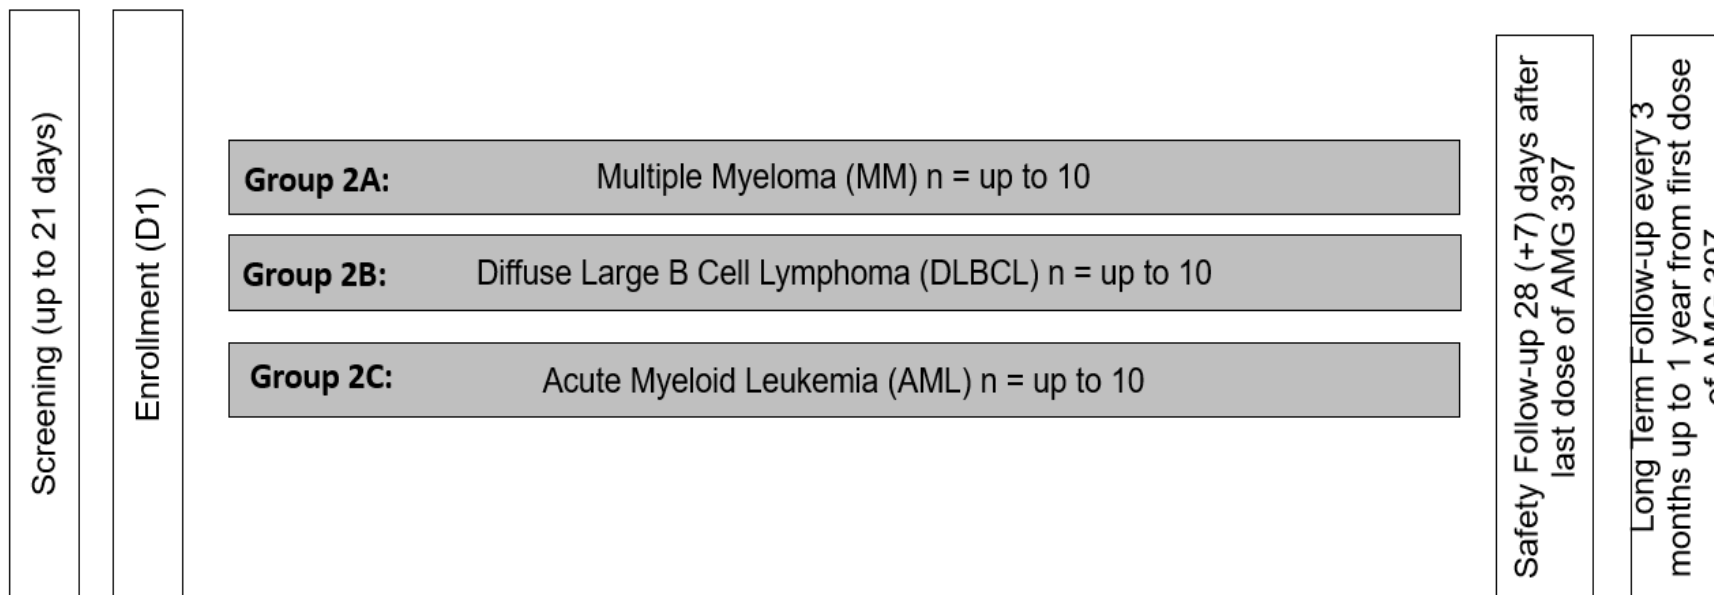 Screening (up to 21 days)
Enrollment (D1)
Group 2A: Multiple Myeloma (MM) n = up to 10
Group 2B: Diffuse Large B Cell Lymphoma (DLBCL) n = up to 10
Group 2C: Acute Myeloid Leukemia (AML) n = up to 10
Safety Follow-up 28 (+7) days after
last dose of AMG 397
Long Term Follow-up every 3
months up to 1 year from first dose
of AMG 397